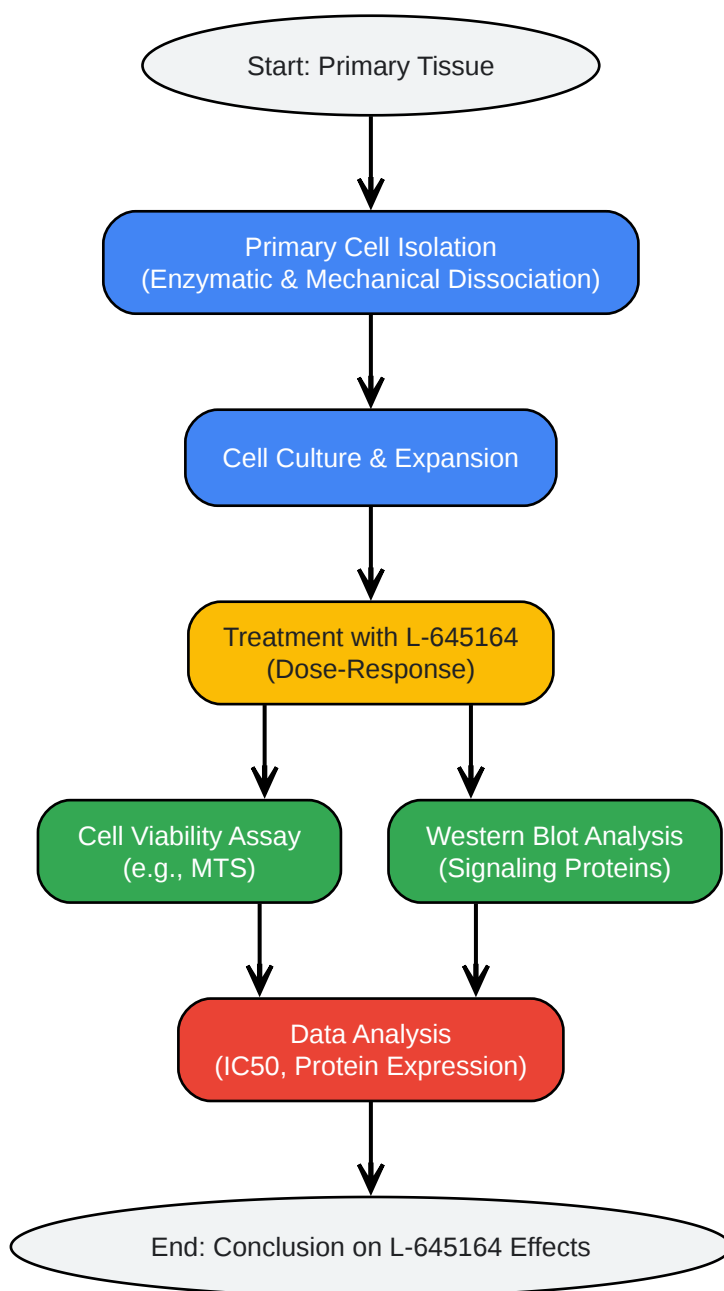 Start: Primary Tissue
Primary Cell Isolation
(Enzymatic & Mechanical Dissociation)
Cell Culture & Expansion
Treatment with L-645164
(Dose-Response)
Cell Viability Assay
(e.g., MTS)
Western Blot Analysis
(Signaling Proteins)
Data Analysis
(IC50, Protein Expression)
End: Conclusion on L-645164 Effects